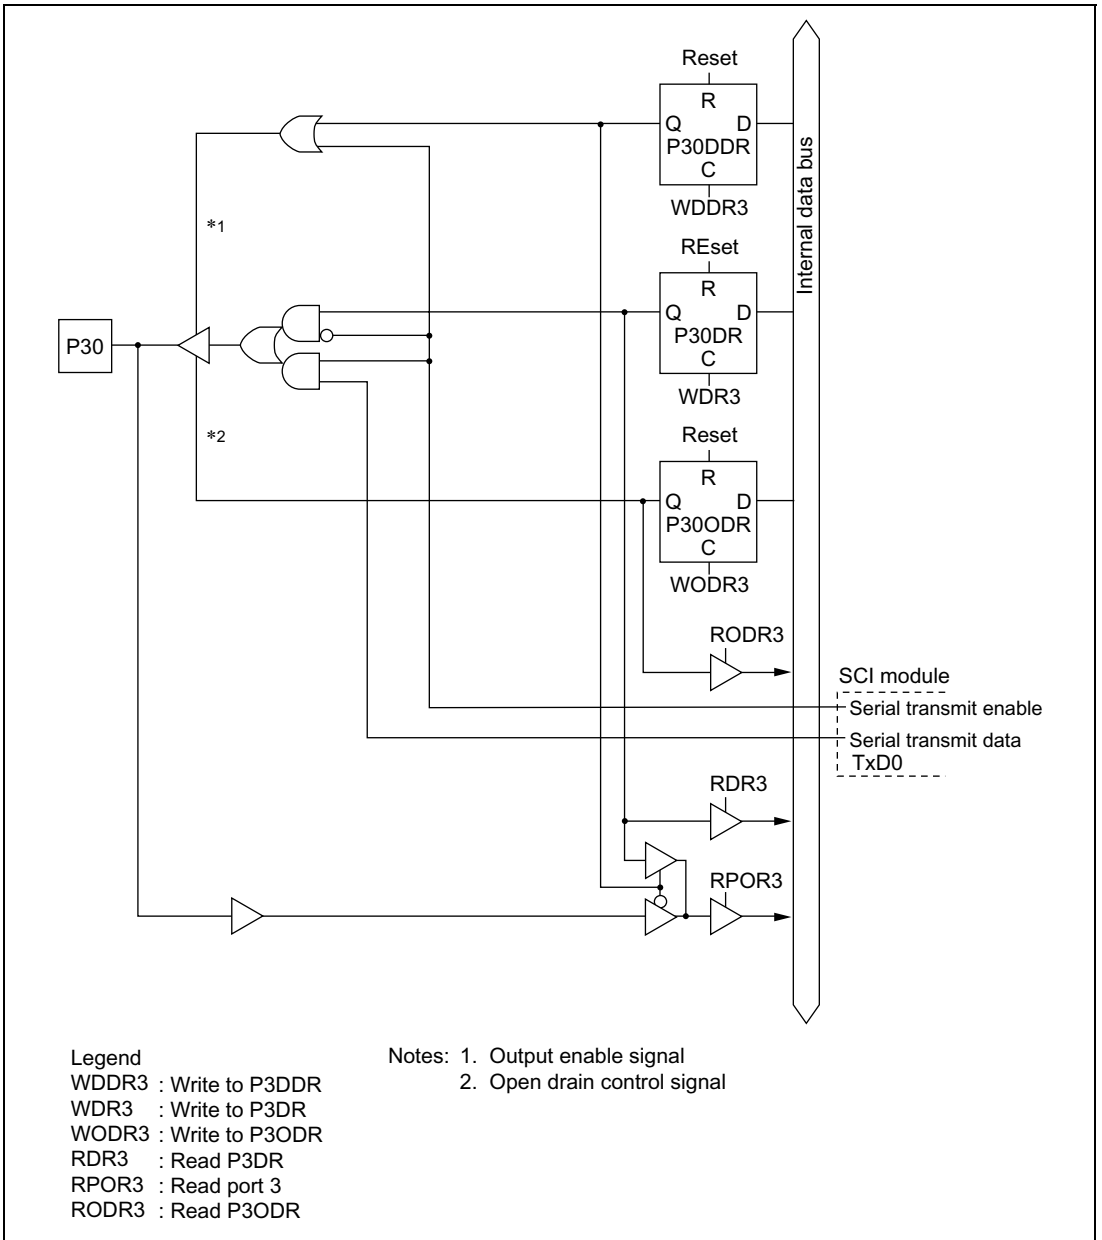 Reset
R
Q D
P30DDR
C
WDDR3
Internal data bus
*1
REset
R
Q D
P30DR
C
WDR3
P30
*2
Reset
R
Q D
P30ODR
C
WODR3
RODR3
SCI module
Serial transmit enable
Serial transmit data
TxD0
RDR3
RPOR3
Legend
WDDR3 : Write to P3DDR
WDR3 : Write to P3DR
WODR3 : Write to P3ODR
RDR3 : Read P3DR
RPOR3 : Read port 3
RODR3 : Read P3ODR
Notes: 1. Output enable signal
2. Open drain control signal